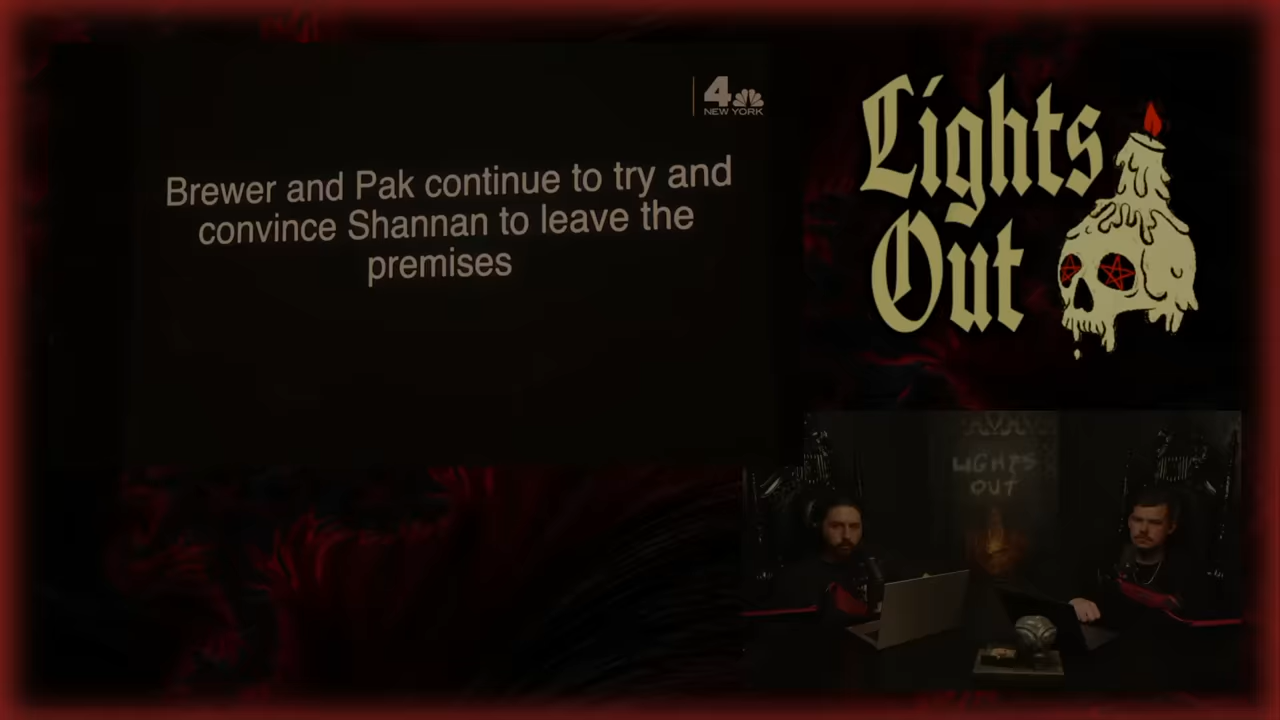 4
NEW YORK
Brewer and Pak continue to try and
convince Shannan to leave the
premises
Lights
Out
LIGHTS
OUT